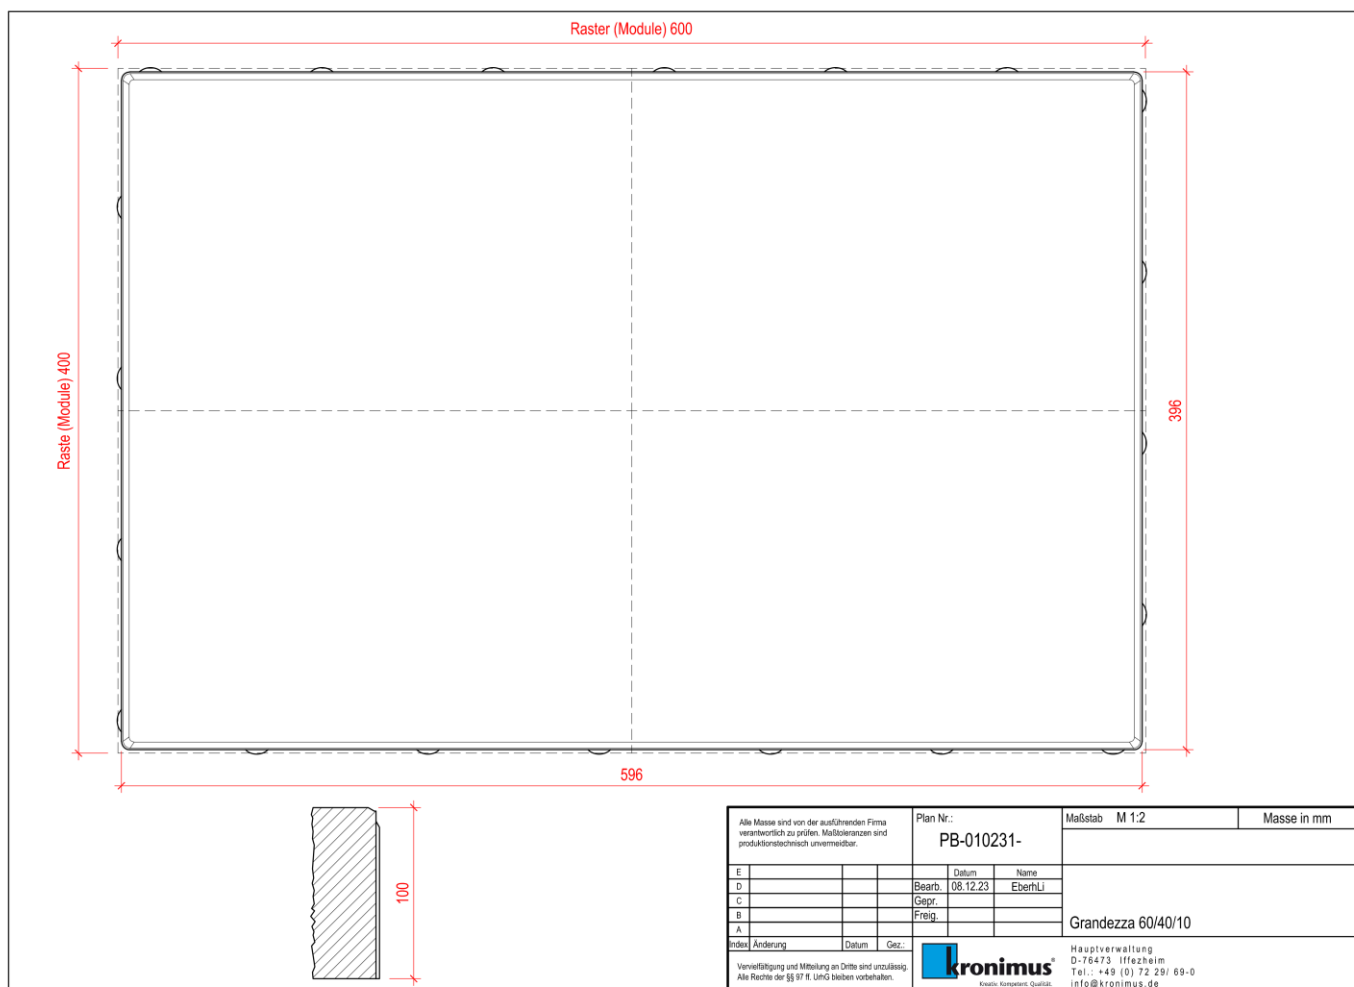 Raster (Module) 600
Raste (Module) 400
396
596
100
Alle Masse sind von der ausführenden Firma
verantwortlich zu prüfen. Maßtoleranzen sind
produktionstechnisch unvermeidbar.
Plan Nr.:
PB-010231-
Maßstab M 1:2
Masse in mm
E
D
C
B
A
Index Änderung Datum Gez.:
Datum Name
Bearb. 08.12.23 EberhLi
Gepr.
Freig.
Grandezza 60/40/10
Vervielfältigung und Mitteilung an Dritte sind unzulässig.
Alle Rechte der §§ 97 ff. UrhG bleiben vorbehalten.
kronimus®
Kreativ. Kompetent. Qualität.
Hauptverwaltung
D-76473 Iffezheim
Tel.: +49 (0) 72 29/ 69-0
info@kronimus.de